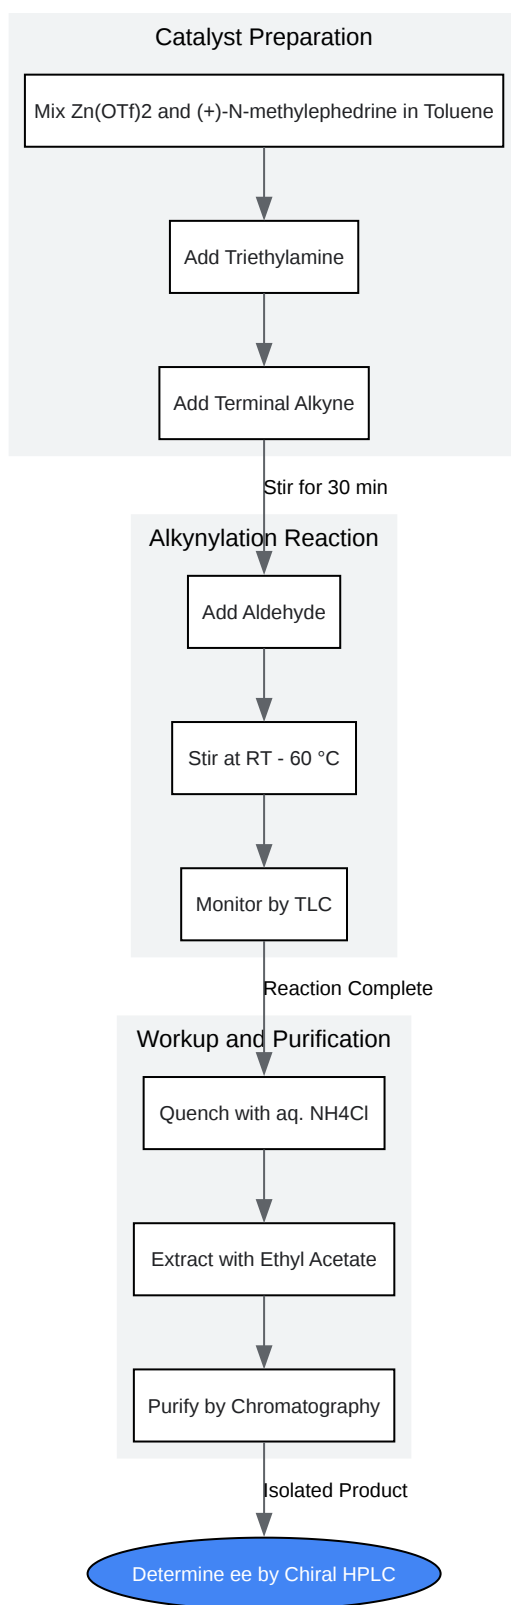 Catalyst Preparation
Mix Zn(OTf)2 and (+)-N-methylephedrine in Toluene
Add Triethylamine
Add Terminal Alkyne
Stir for 30 min
Alkynylation Reaction
Add Aldehyde
Stir at RT - 60 °C
Monitor by TLC
Reaction Complete
Workup and Purification
Quench with aq. NH4Cl
Extract with Ethyl Acetate
Purify by Chromatography
Isolated Product
Determine ee by Chiral HPLC